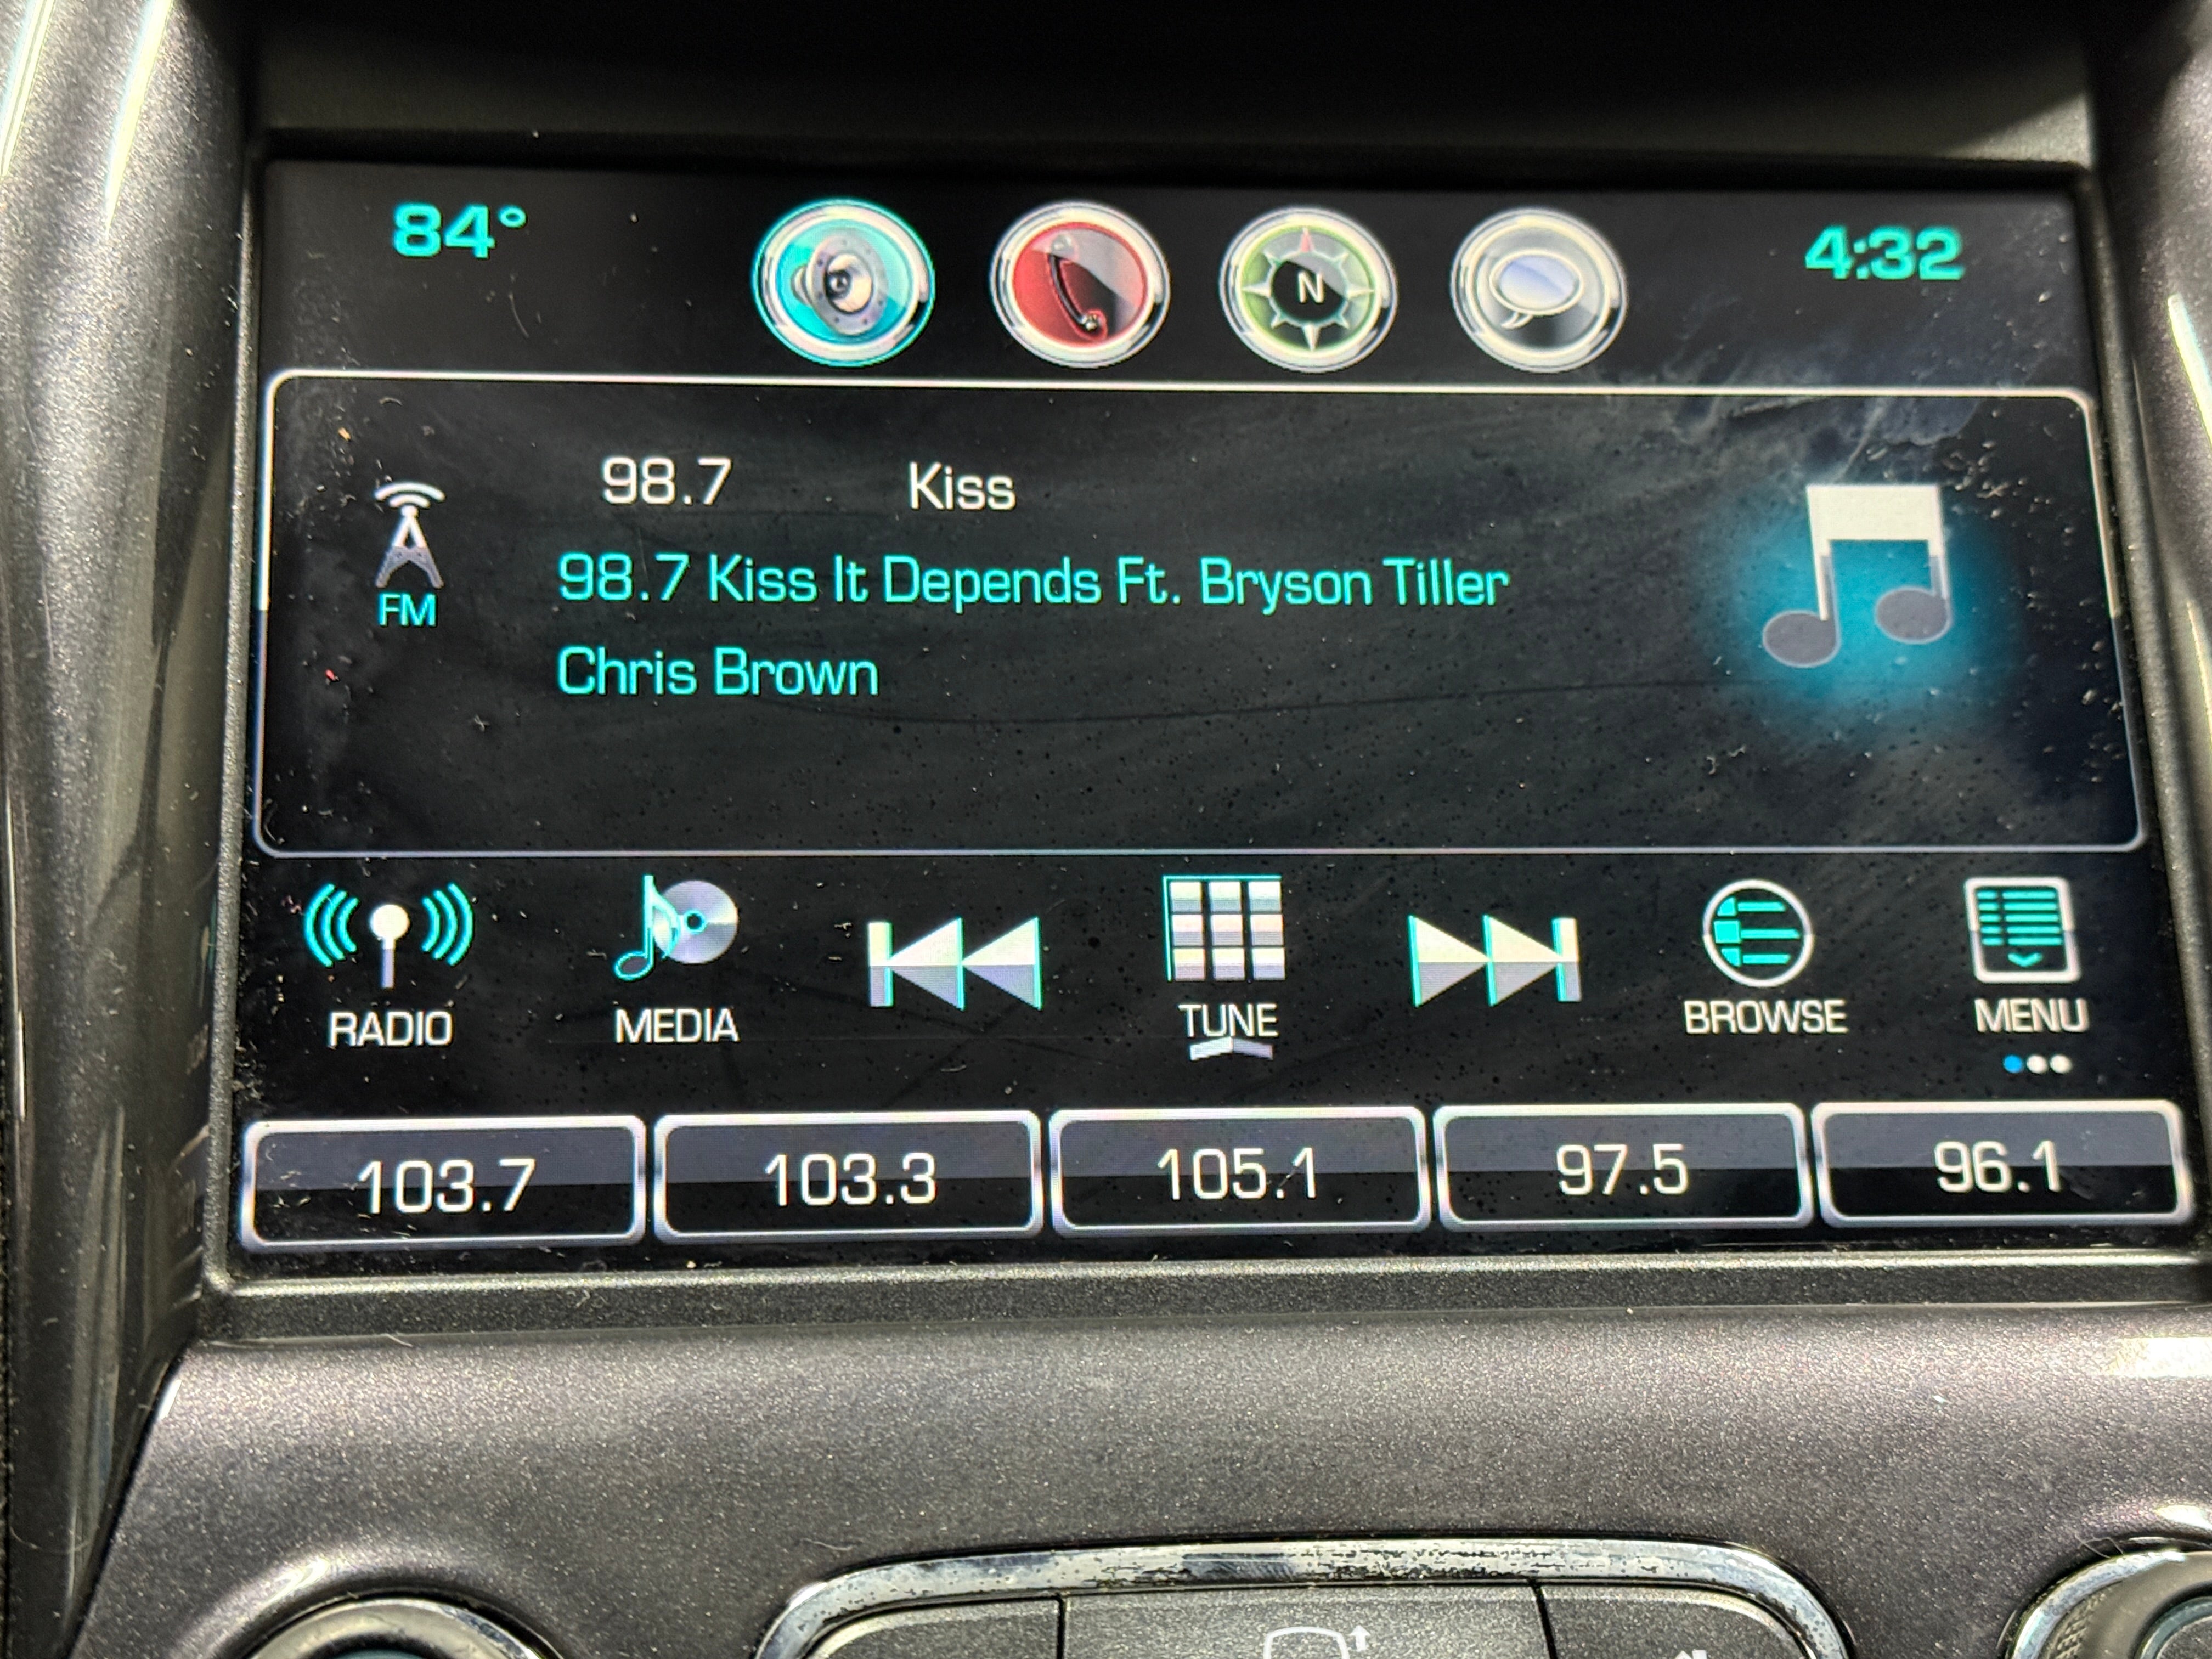 84°
N
4:32
98.7 Kiss
98.7 Kiss It Depends Ft. Bryson Tiller
FM
Chris Brown
RADIO
MEDIA
TUNE
BROWSE
MENU
103.7
103.3
105.1
97.5
96.1